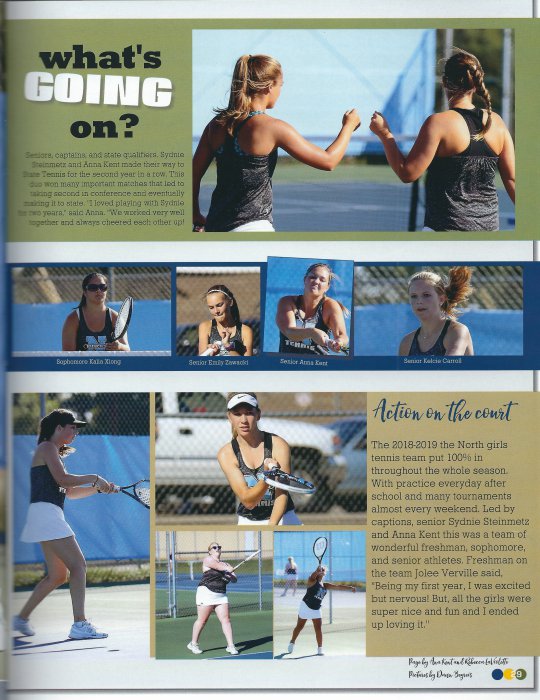 what's
GOING
on?
Seniors, captains, and state qualifiers, Sydnie
Steinmetz and Anna Kent made their way to
State Tennis for the second year in a row. This
duo won many important matches that led to
taking second in conference and eventually
making it to state. "I loved playing with Sydnie
for two years," said Anna. "We worked very well
together and always cheered each other up!
Sophomore Kaila Xiong
Senior Emily Zawacki
Senior Anna Kent
Senior Kelcie Carroll
N
TENNIS
Action on the court
The 2018-2019 the North girls
tennis team put 100% in
throughout the whole season.
With practice everyday after
school and many tournaments
almost every weekend. Led by
captions, senior Sydnie Steinmetz
and Anna Kent this was a team of
wonderful freshman, sophomore,
and senior athletes. Freshman on
the team Jolee Verville said,
"Being my first year, I was excited
but nervous! But, all the girls were
super nice and fun and I ended
up loving it."
Page by Ana Kent and Rebecca
Pictures by
9